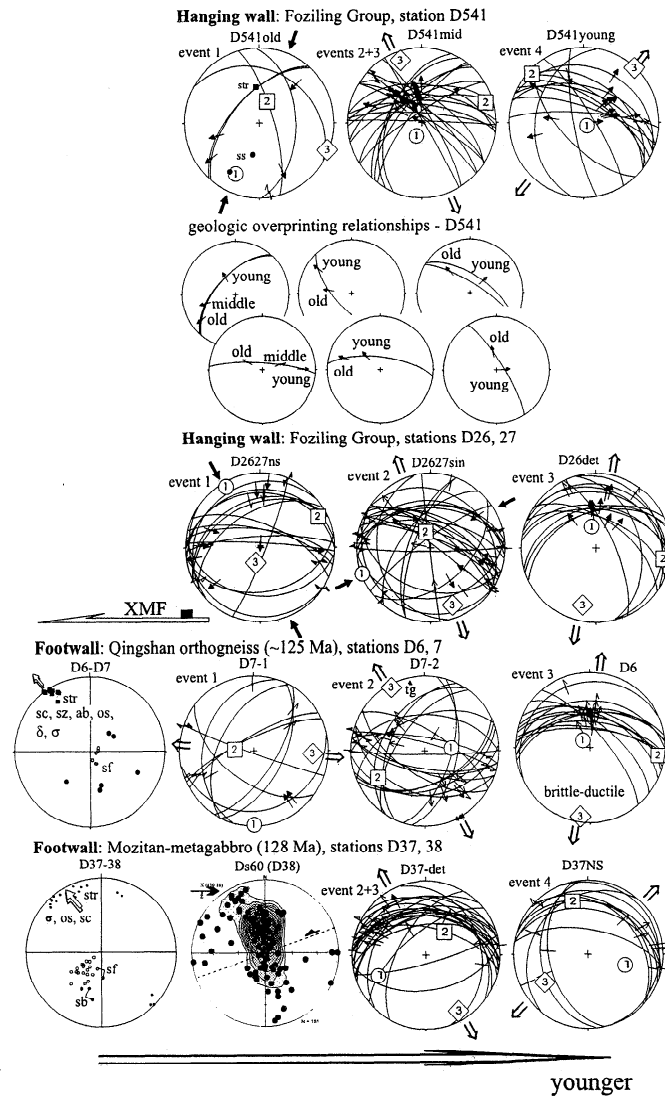 Hanging wall: Foziling Group, station D541
D541old
D541mid
D541young
event 1
events 2+3
event 4
str
2
ss
1
3
3
2
1
2
3
1
geologic overprinting relationships - D541
young
middle
old
young
old
old
young
old
middle
young
young
old
old
young
Hanging wall: Foziling Group, stations D26, 27
D2627ns
D2627sin
D26det
event 1
event 2
event 3
1
2
3
2
1
3
1
2
3
XMF
Footwall: Qingshan orthogneiss (~125 Ma), stations D6, 7
D6-D7
D7-1
D7-2
D6
event 1
event 2
event 3
str
sc, sz, ab, os,
δ, σ
sf
2
3
1
3
tg
1
2
1
2
brittle-ductile
3
Footwall: Mozitan-metagabbro (128 Ma), stations D37, 38
D37-38
Ds60 (D38)
D37-det
D37NS
event 2+3
event 4
str
σ, os, sc
sf
sb
N
2
1
3
2
1
3
younger